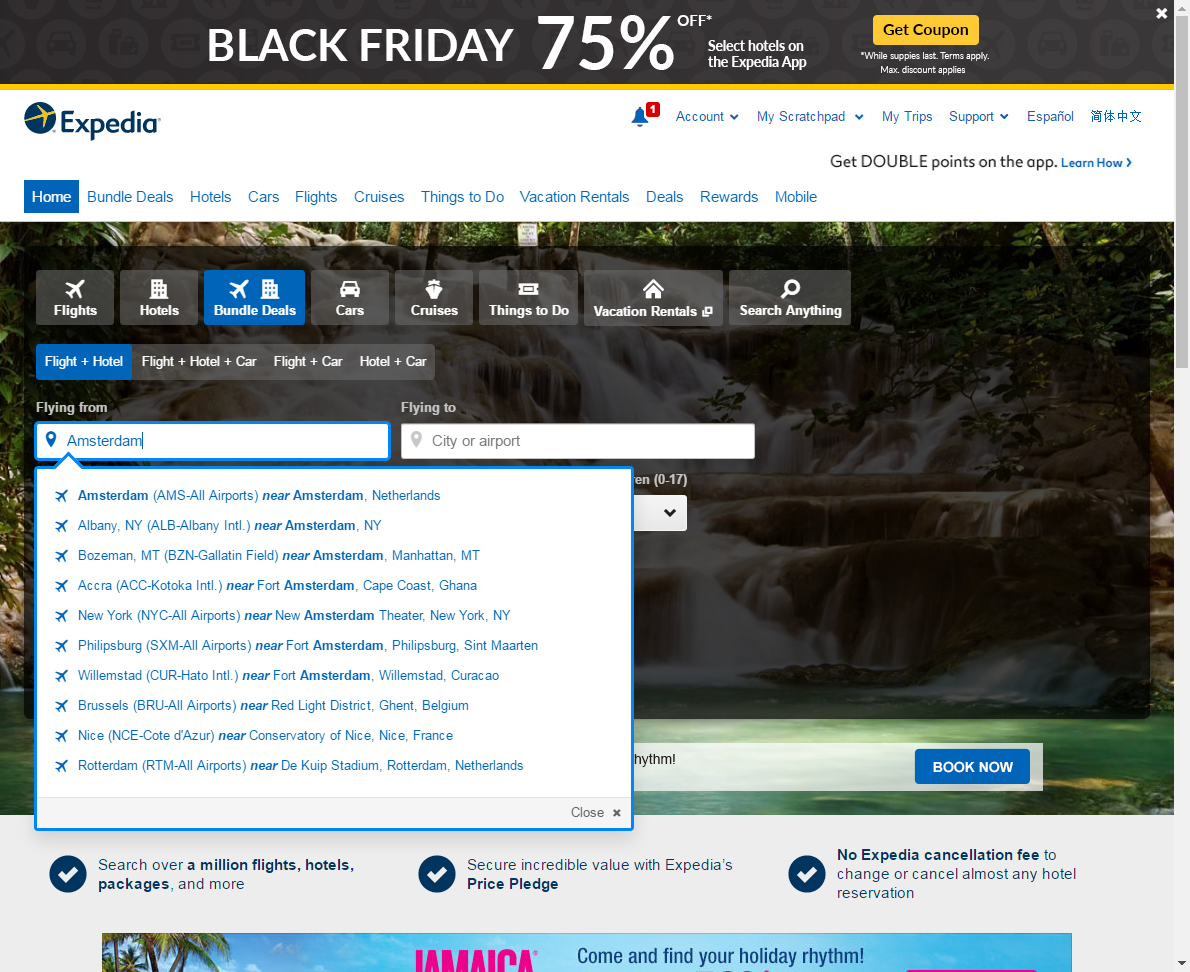 BLACK FRIDAY 75% OFF*
Select hotels on
the Expedia App
Get Coupon
*While suppies last. Terms apply.
Max. discount applies
Expedia
1
Account
My Scratchpad
My Trips
Support
Español
简体中文
Get DOUBLE points on the app. Learn How
Home
Bundle Deals
Hotels
Cars
Flights
Cruises
Things to Do
Vacation Rentals
Deals
Rewards
Mobile
Flights
Hotels
Bundle Deals
Cars
Cruises
Things to Do
Vacation Rentals
Search Anything
Flight + Hotel
Flight + Hotel + Car
Flight + Car
Hotel + Car
Flying from
Flying to
Amsterdam
City or airport
ren (0-17)
Amsterdam (AMS-All Airports) near Amsterdam, Netherlands
Albany, NY (ALB-Albany Intl.) near Amsterdam, NY
Bozeman, MT (BZN-Gallatin Field) near Amsterdam, Manhattan, MT
Accra (ACC-Kotoka Intl.) near Fort Amsterdam, Cape Coast, Ghana
New York (NYC-All Airports) near New Amsterdam Theater, New York, NY
Philipsburg (SXM-All Airports) near Fort Amsterdam, Philipsburg, Sint Maarten
Willemstad (CUR-Hato Intl.) near Fort Amsterdam, Willemstad, Curacao
Brussels (BRU-All Airports) near Red Light District, Ghent, Belgium
Nice (NCE-Cote d'Azur) near Conservatory of Nice, Nice, France
Rotterdam (RTM-All Airports) near De Kuip Stadium, Rotterdam, Netherlands
Close
hythm!
BOOK NOW
Search over a million flights, hotels,
packages, and more
Secure incredible value with Expedia's
Price Pledge
No Expedia cancellation fee to
change or cancel almost any hotel
reservation
JAMAICA
Come and find your holiday rhythm!